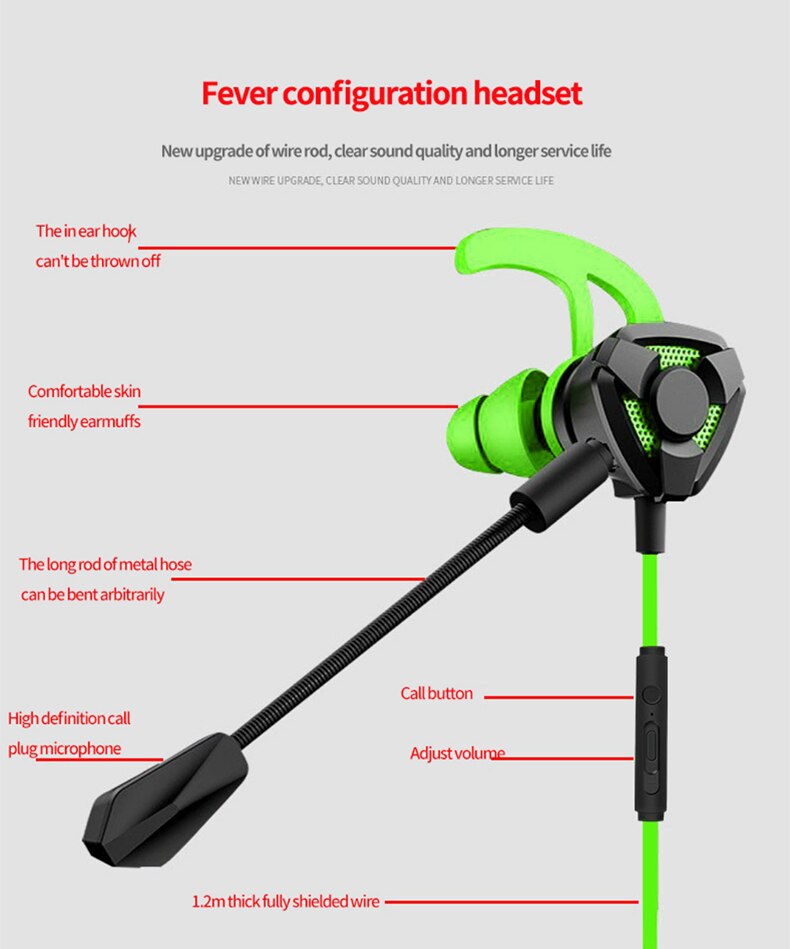 Fever configuration headset
New upgrade of wire rod, clear sound quality and longer service life
NEW WIRE UPGRADE, CLEAR SOUND QUALITY AND LONGER SERVICE LIFE
The in ear hook
can't be thrown off
Comfortable skin
friendly earmuffs
The long rod of metal hose
can be bent arbitrarily
Call button
High definition call
plug microphone
Adjust volume
1.2m thick fully shielded wire